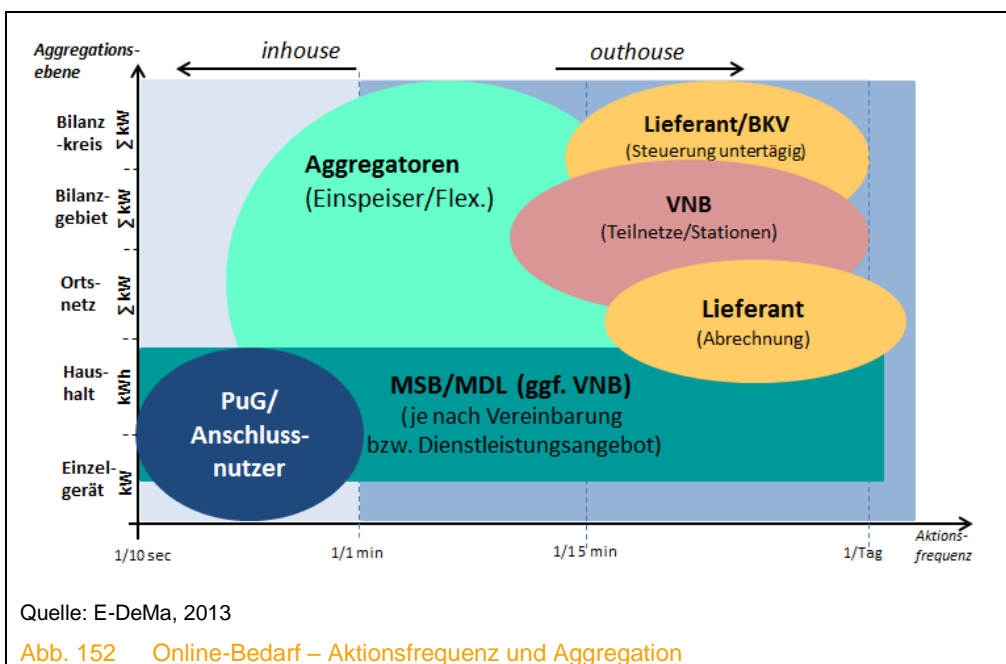 Aggregations-
ebene
inhouse
outhouse
Bilanz
-kreis
Σ kW
Bilanz-
gebiet
Σ kW
Orts-
netz
Σ kW
Haus-
halt
kWh
Einzel-
gerät
kW
Aggregatoren
(Einspeiser/Flex.)
Lieferant/BKV
(Steuerung untertägig)
VNB
(Teilnetze/Stationen)
Lieferant
(Abrechnung)
MSB/MDL (ggf. VNB)
(je nach Vereinbarung
bzw. Dienstleistungsangebot)
PuG/
Anschluss-
nutzer
1/10 sec
1/1 min
1/15 min
1/Tag
Aktions-
frequenz
Quelle: E-DeMa, 2013
Abb. 152 Online-Bedarf – Aktionsfrequenz und Aggregation